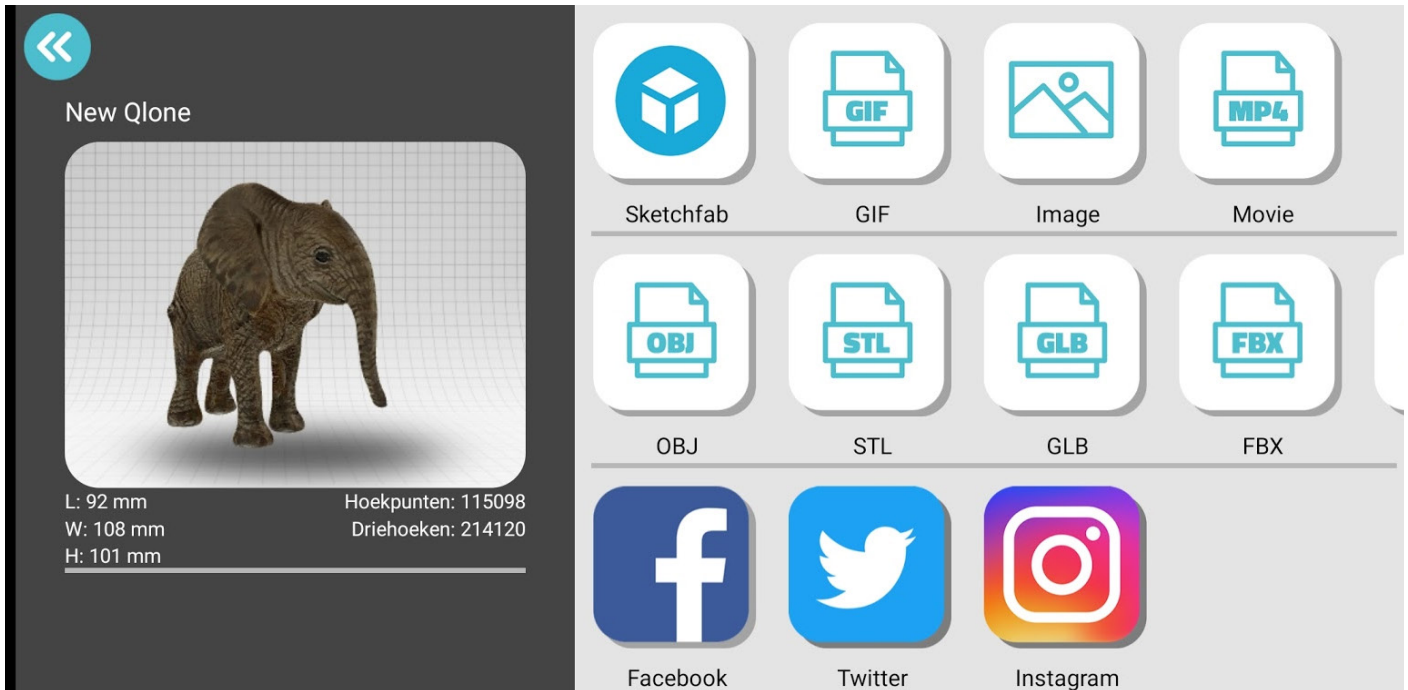 New Qlone
L: 92 mm
W: 108 mm
H: 101 mm
Hoekpunten: 115098
Driehoeken: 214120
GIF
MP4
Sketchfab
GIF
Image
Movie
OBJ
STL
GLB
FBX
OBJ
STL
GLB
FBX
Facebook
Twitter
Instagram